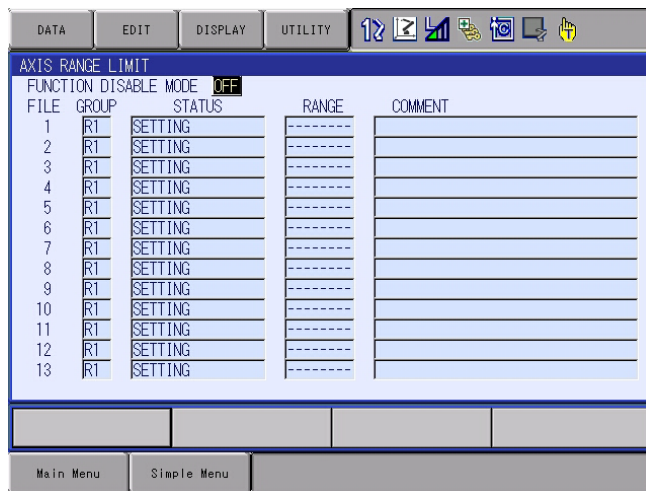 DATA EDIT DISPLAY UTILITY
AXIS RANGE LIMIT
FUNCTION DISABLE MODE OFF
FILE GROUP STATUS RANGE COMMENT
1 R1 SETTING --------
2 R1 SETTING --------
3 R1 SETTING --------
4 R1 SETTING --------
5 R1 SETTING --------
6 R1 SETTING --------
7 R1 SETTING --------
8 R1 SETTING --------
9 R1 SETTING --------
10 R1 SETTING --------
11 R1 SETTING --------
12 R1 SETTING --------
13 R1 SETTING --------
Main Menu Simple Menu